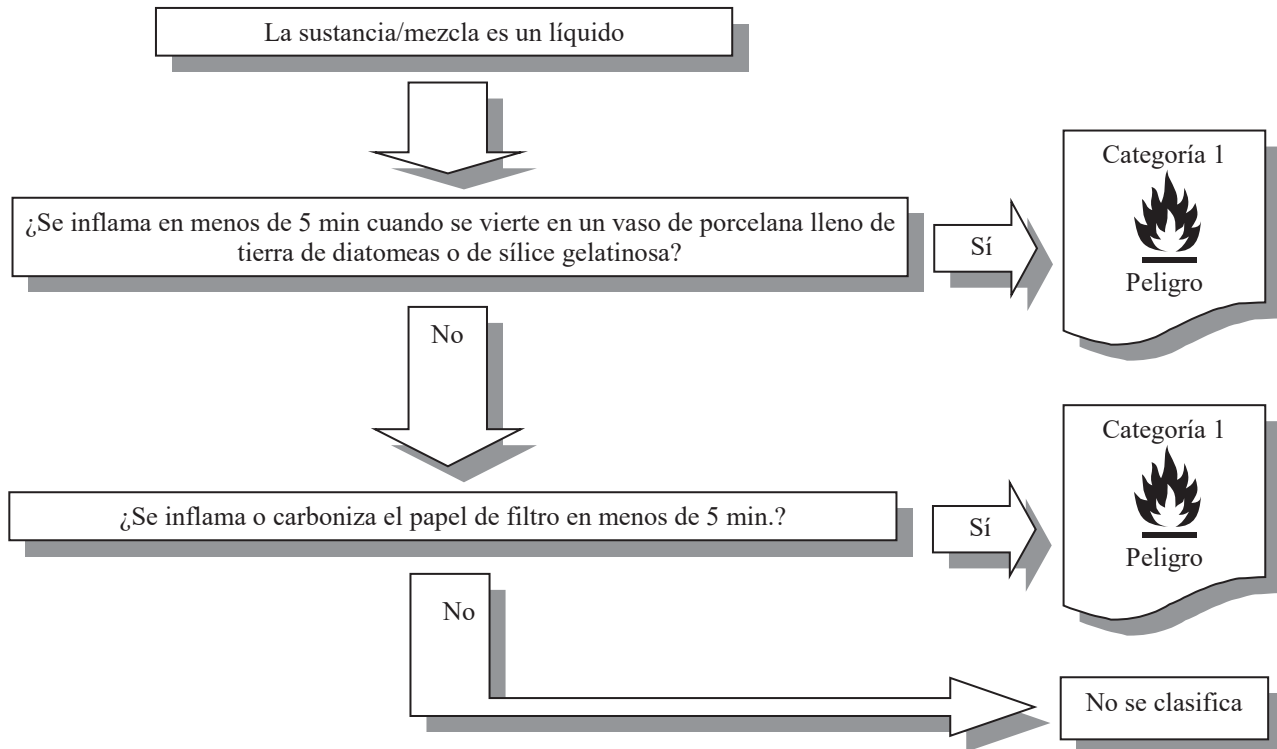 La sustancia/mezcla es un líquido
¿Se inflama en menos de 5 min cuando se vierte en un vaso de porcelana lleno de
tierra de diatomeas o de sílice gelatinosa?
Sí
Categoría 1
Peligro
No
¿Se inflama o carboniza el papel de filtro en menos de 5 min.?
Sí
Categoría 1
Peligro
No
No se clasifica